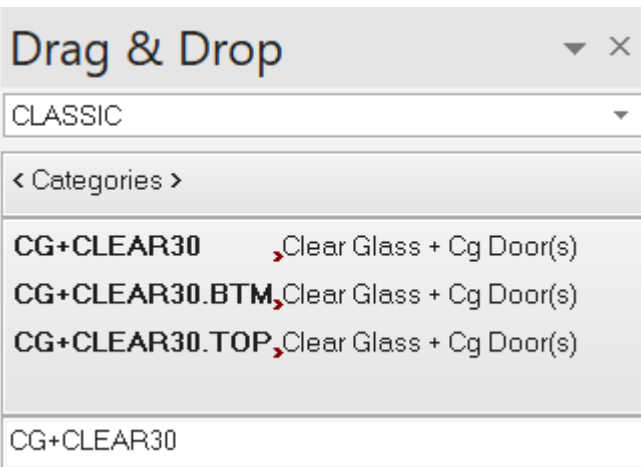 Drag & Drop
CLASSIC
< Categories >
CG+CLEAR30 Clear Glass + Cg Door(s)
CG+CLEAR30.BTM Clear Glass + Cg Door(s)
CG+CLEAR30.TOP Clear Glass + Cg Door(s)
CG+CLEAR30